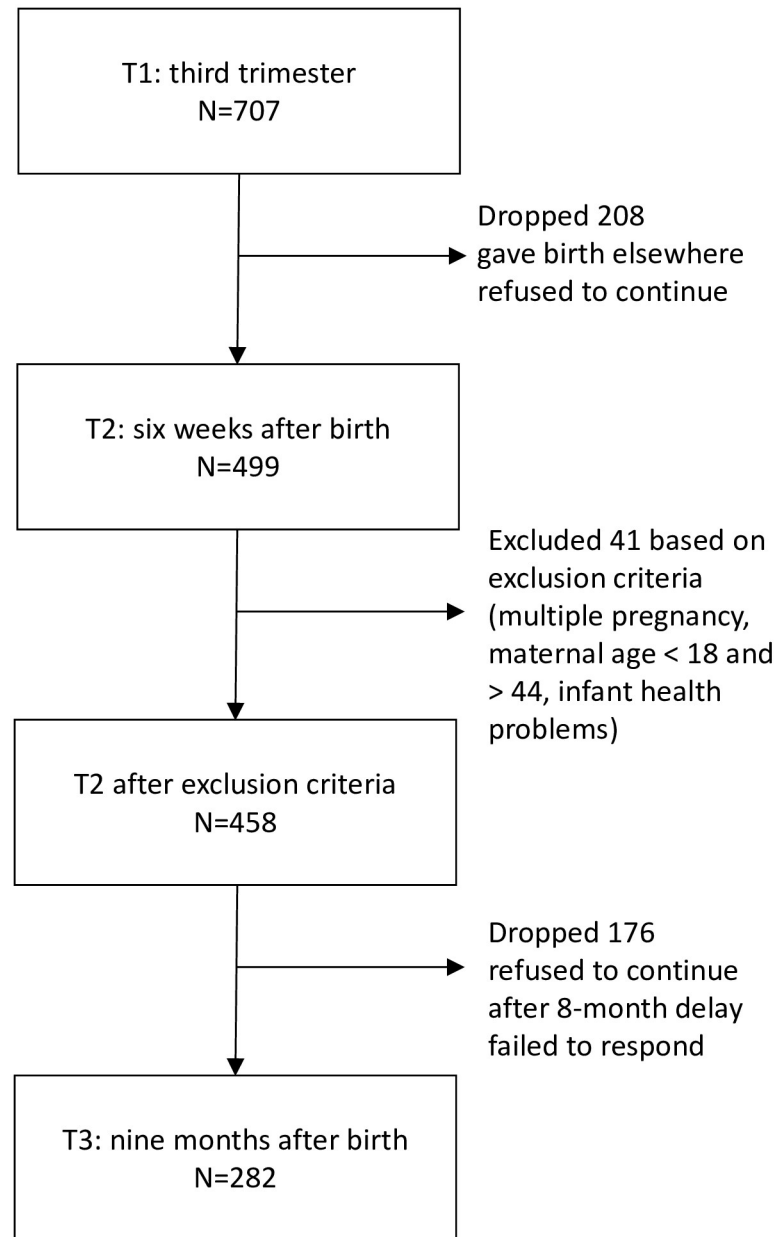 T1: third trimester
N=707
Dropped 208
gave birth elsewhere
refused to continue
T2: six weeks after birth
N=499
Excluded 41 based on
exclusion criteria
(multiple pregnancy,
maternal age < 18 and
> 44, infant health
problems)
T2 after exclusion criteria
N=458
Dropped 176
refused to continue
after 8-month delay
failed to respond
T3: nine months after birth
N=282